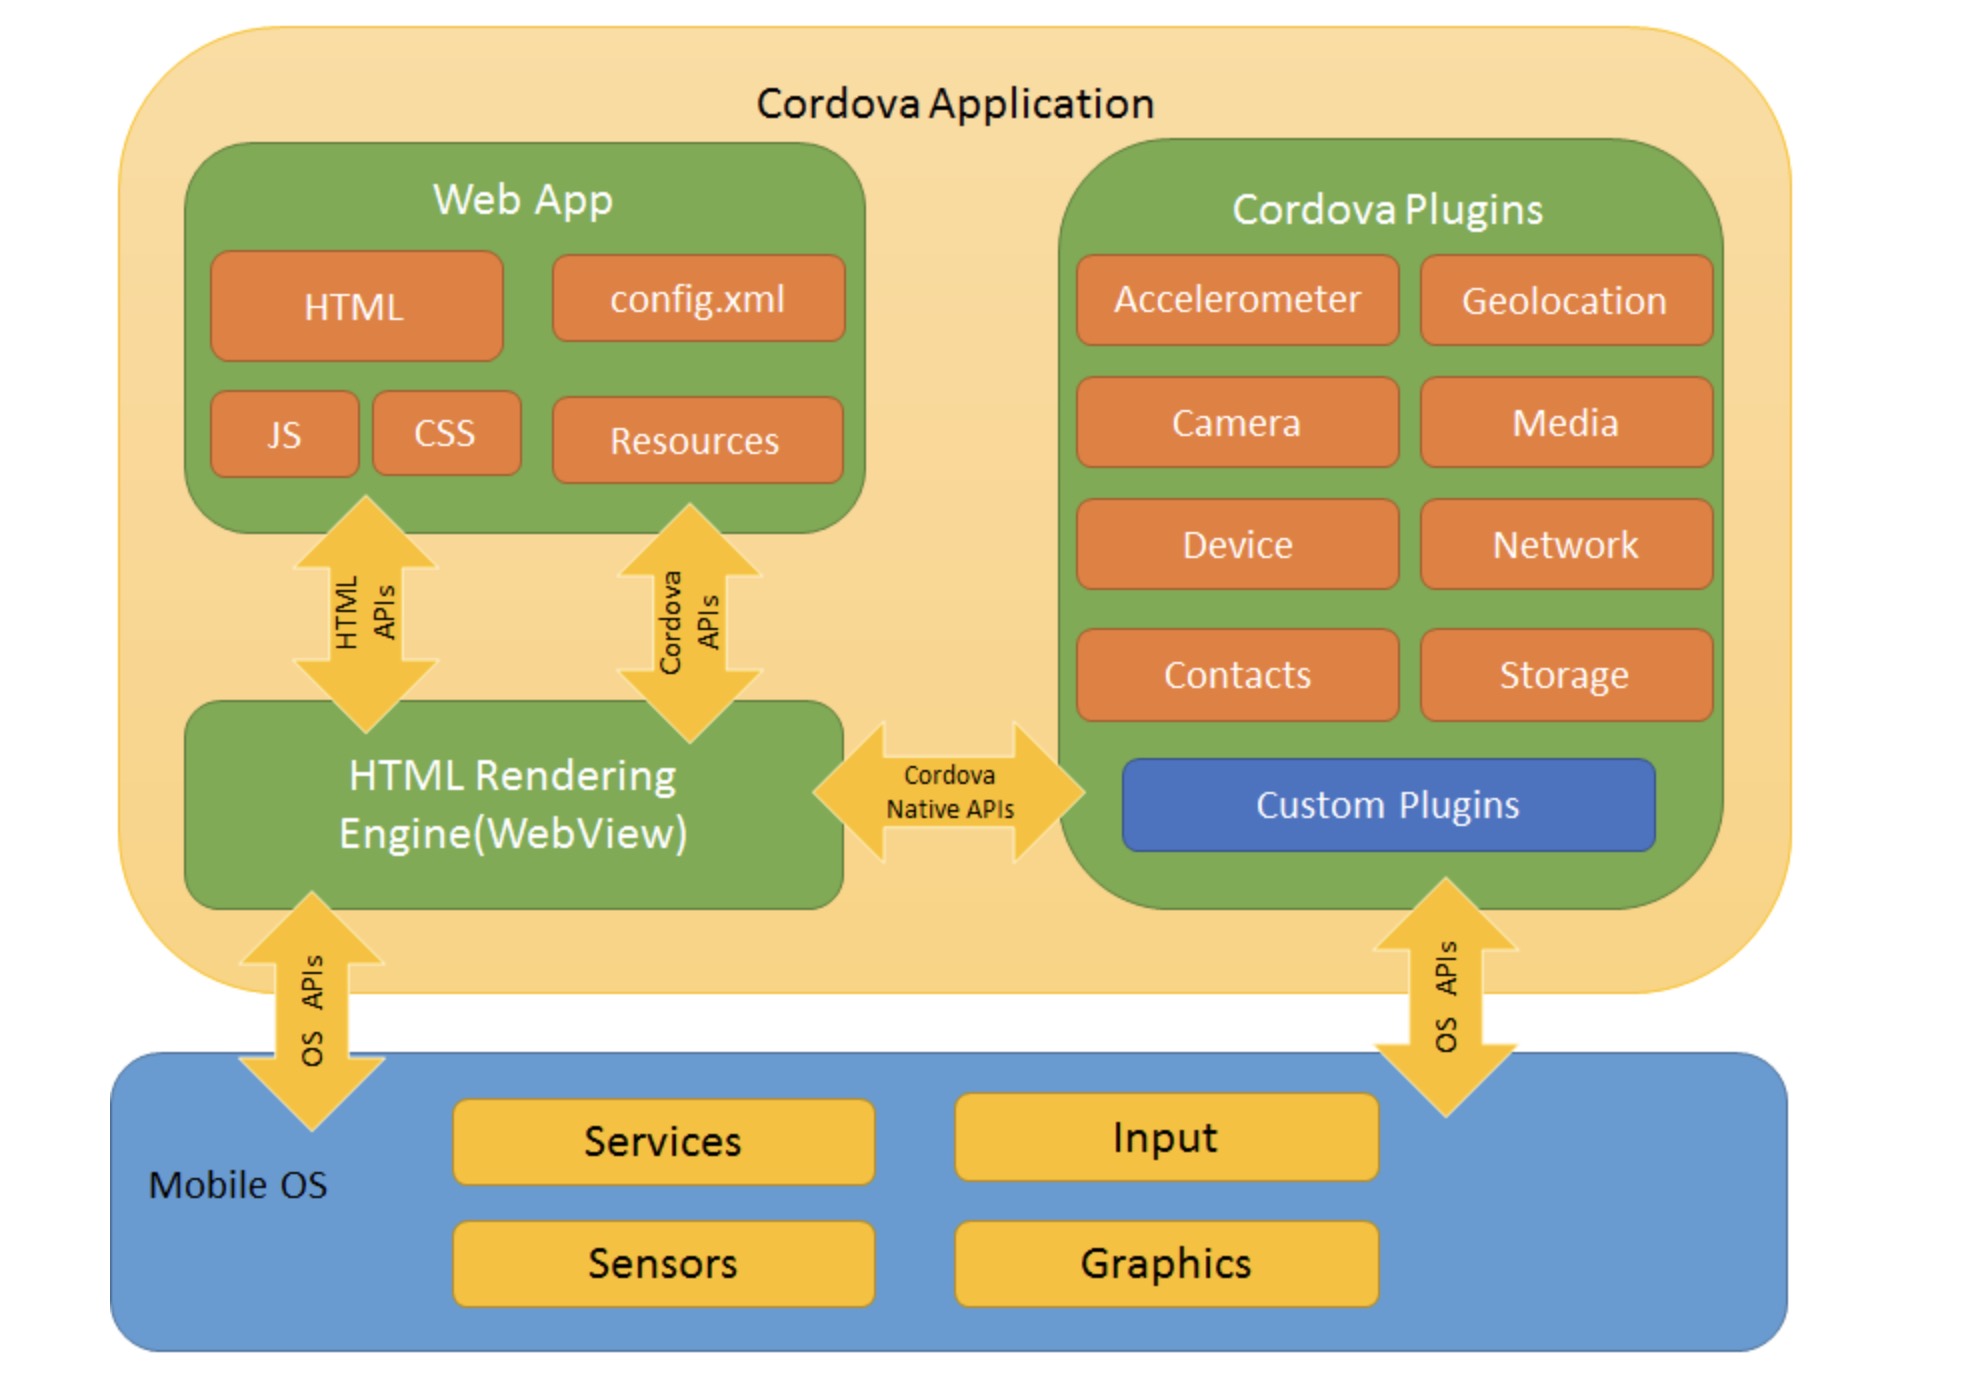 Cordova Application
Web App
HTML
config.xml
JS
CSS
Resources
HTML
APIs
Cordova
APIs
HTML Rendering
Engine(WebView)
Cordova
Native APIs
Cordova Plugins
Accelerometer
Geolocation
Camera
Media
Device
Network
Contacts
Storage
Custom Plugins
OS APIs
OS APIs
Mobile OS
Services
Input
Sensors
Graphics